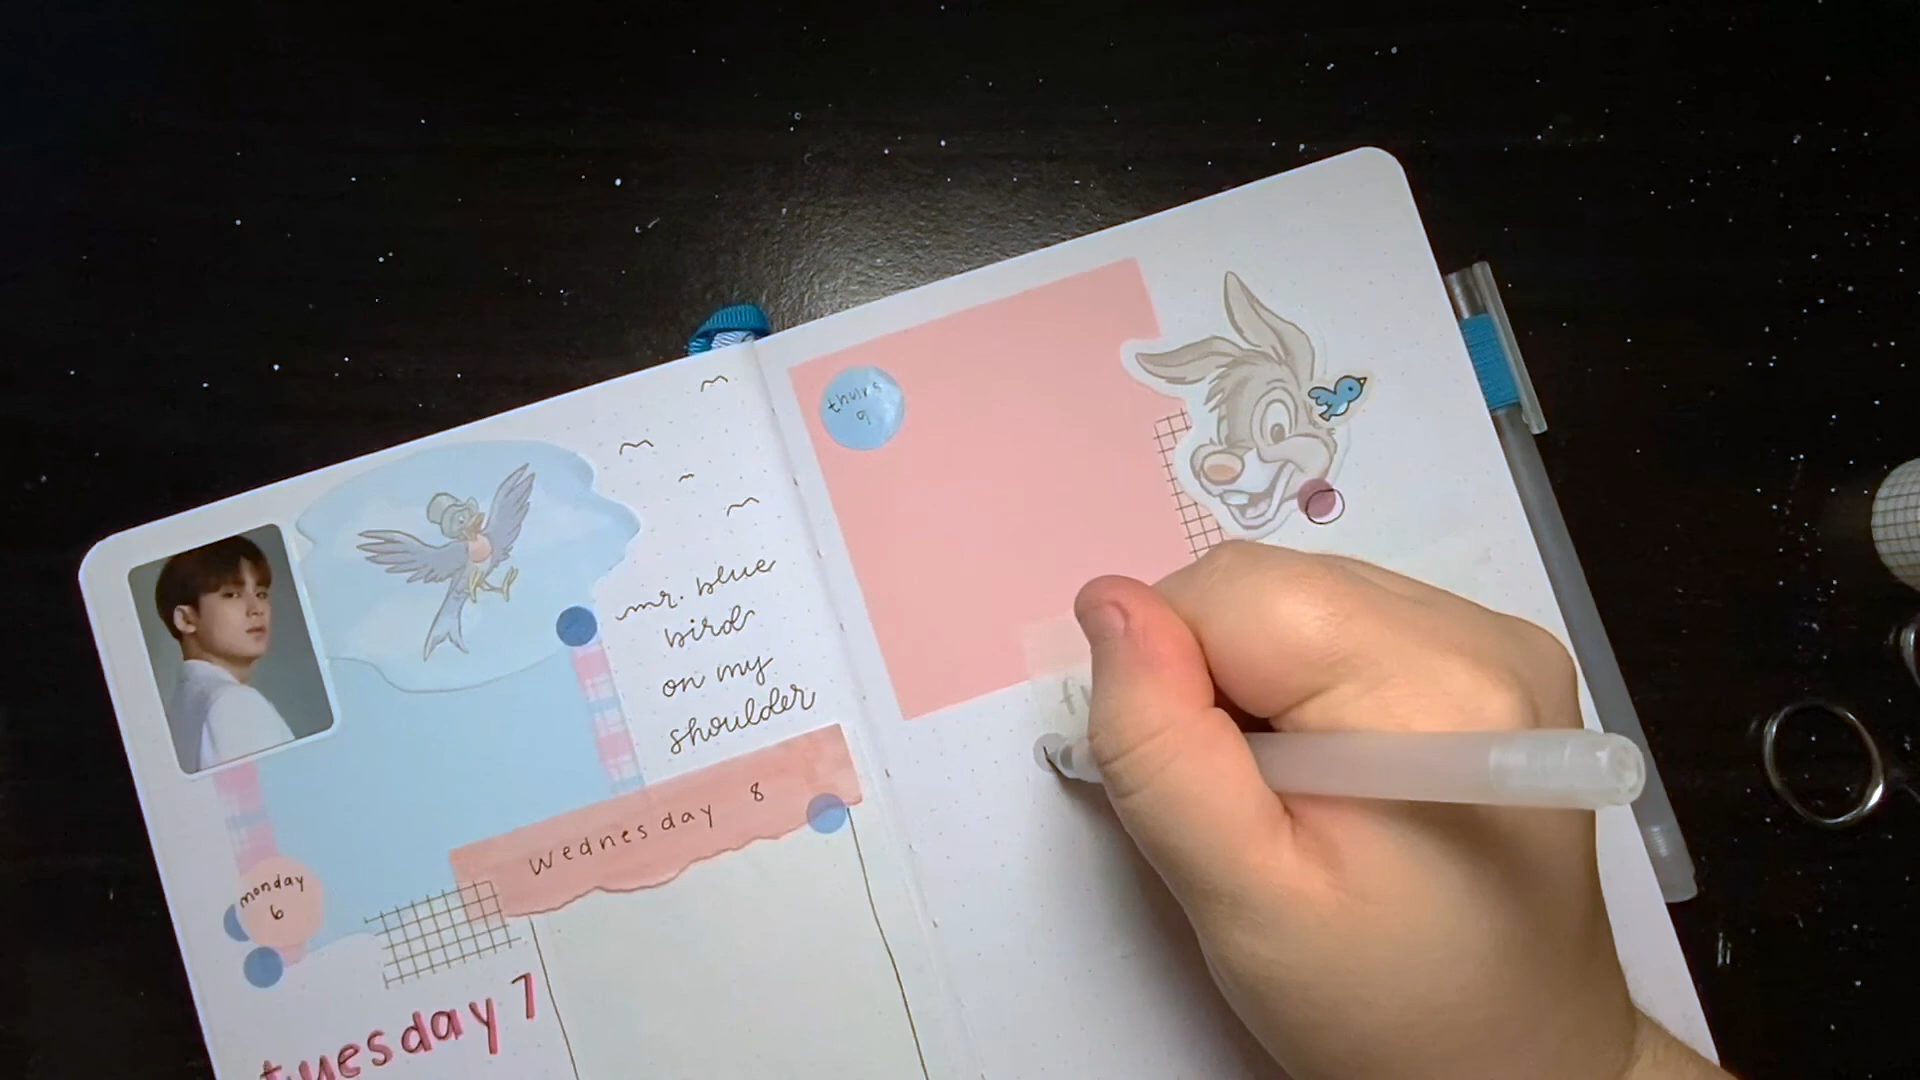 mr. blue
bird
on my
shoulder
monday
6
tuesday 7
Wednesday 8
thurs
9